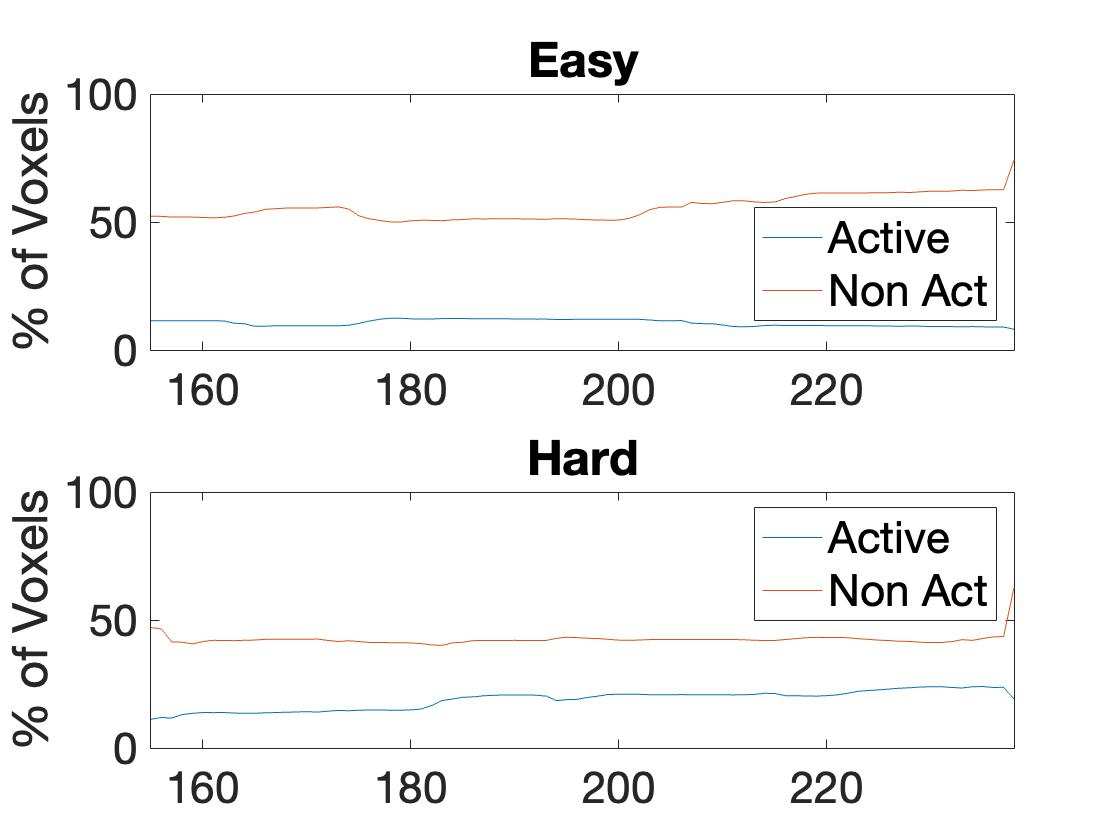 Easy
% of Voxels
100
50
0
Active
Non Act
160 180 200 220
Hard
% of Voxels
100
50
0
Active
Non Act
160 180 200 220